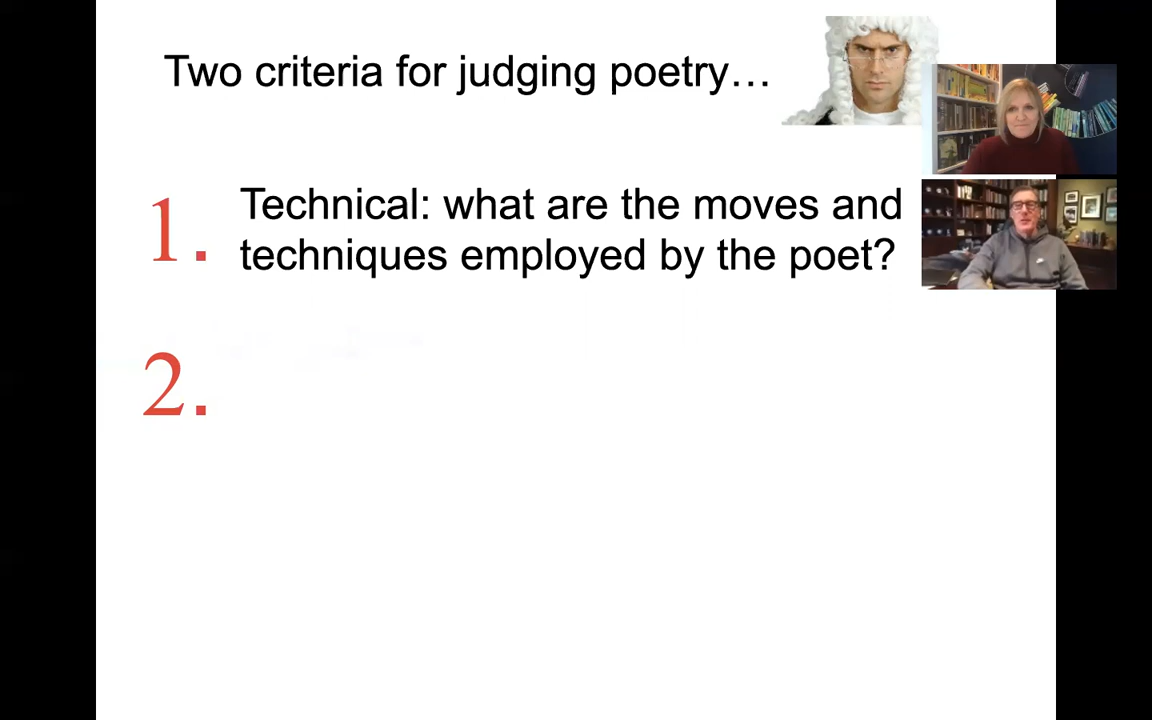 Two criteria for judging poetry…
1. Technical: what are the moves and
techniques employed by the poet?
2.